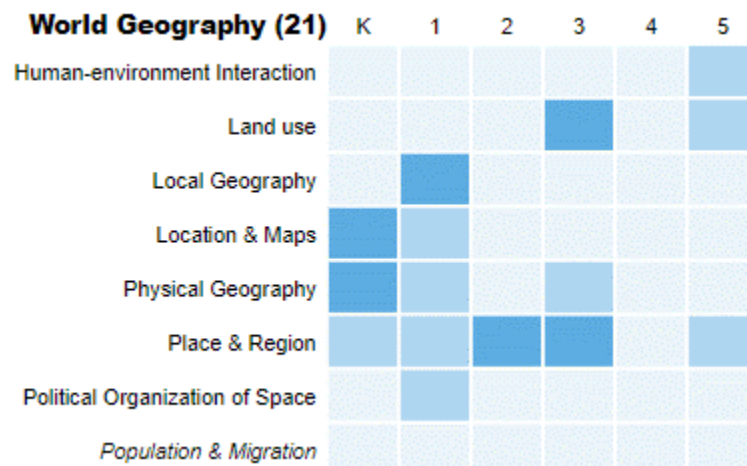 World Geography (21) K 1 2 3 4 5
Human-environment Interaction
Land use
Local Geography
Location & Maps
Physical Geography
Place & Region
Political Organization of Space
Population & Migration